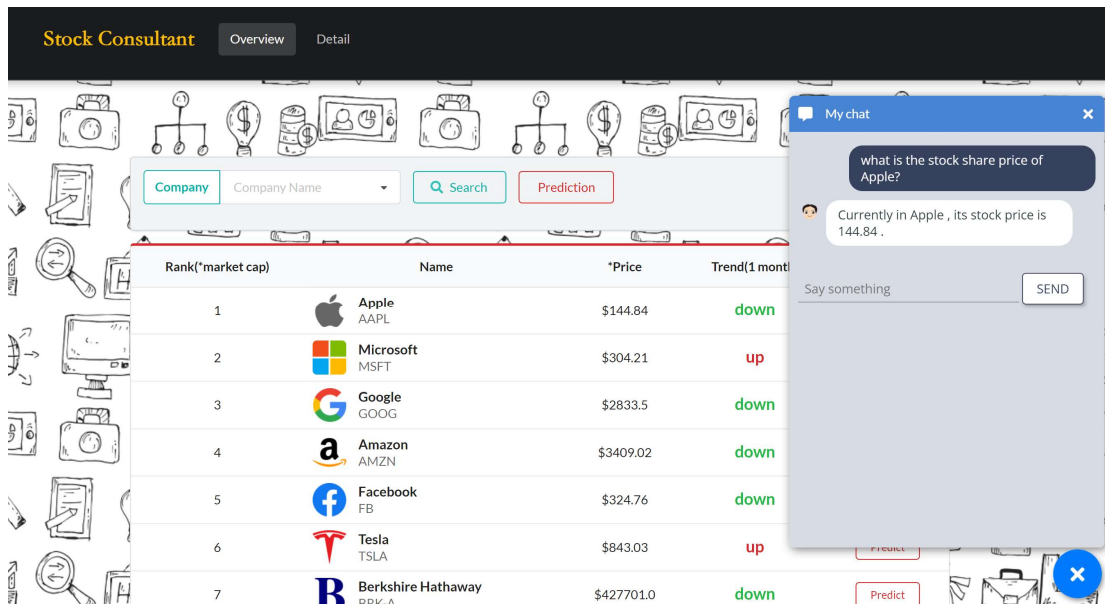 Stock Consultant Overview Detail
My chat
what is the stock share price of
Apple?
Currently in Apple , its stock price is
144.84 .
Say something SEND
Company Company Name Search Prediction
Rank(*market cap) Name *Price Trend(1 month
1 Apple AAPL $144.84 down
2 Microsoft MSFT $304.21 up
3 Google GOOG $2833.5 down
4 Amazon AMZN $3409.02 down
5 Facebook FB $324.76 down
6 Tesla TSLA $843.03 up Predict
7 Berkshire Hathaway BRK-A $427701.0 down Predict